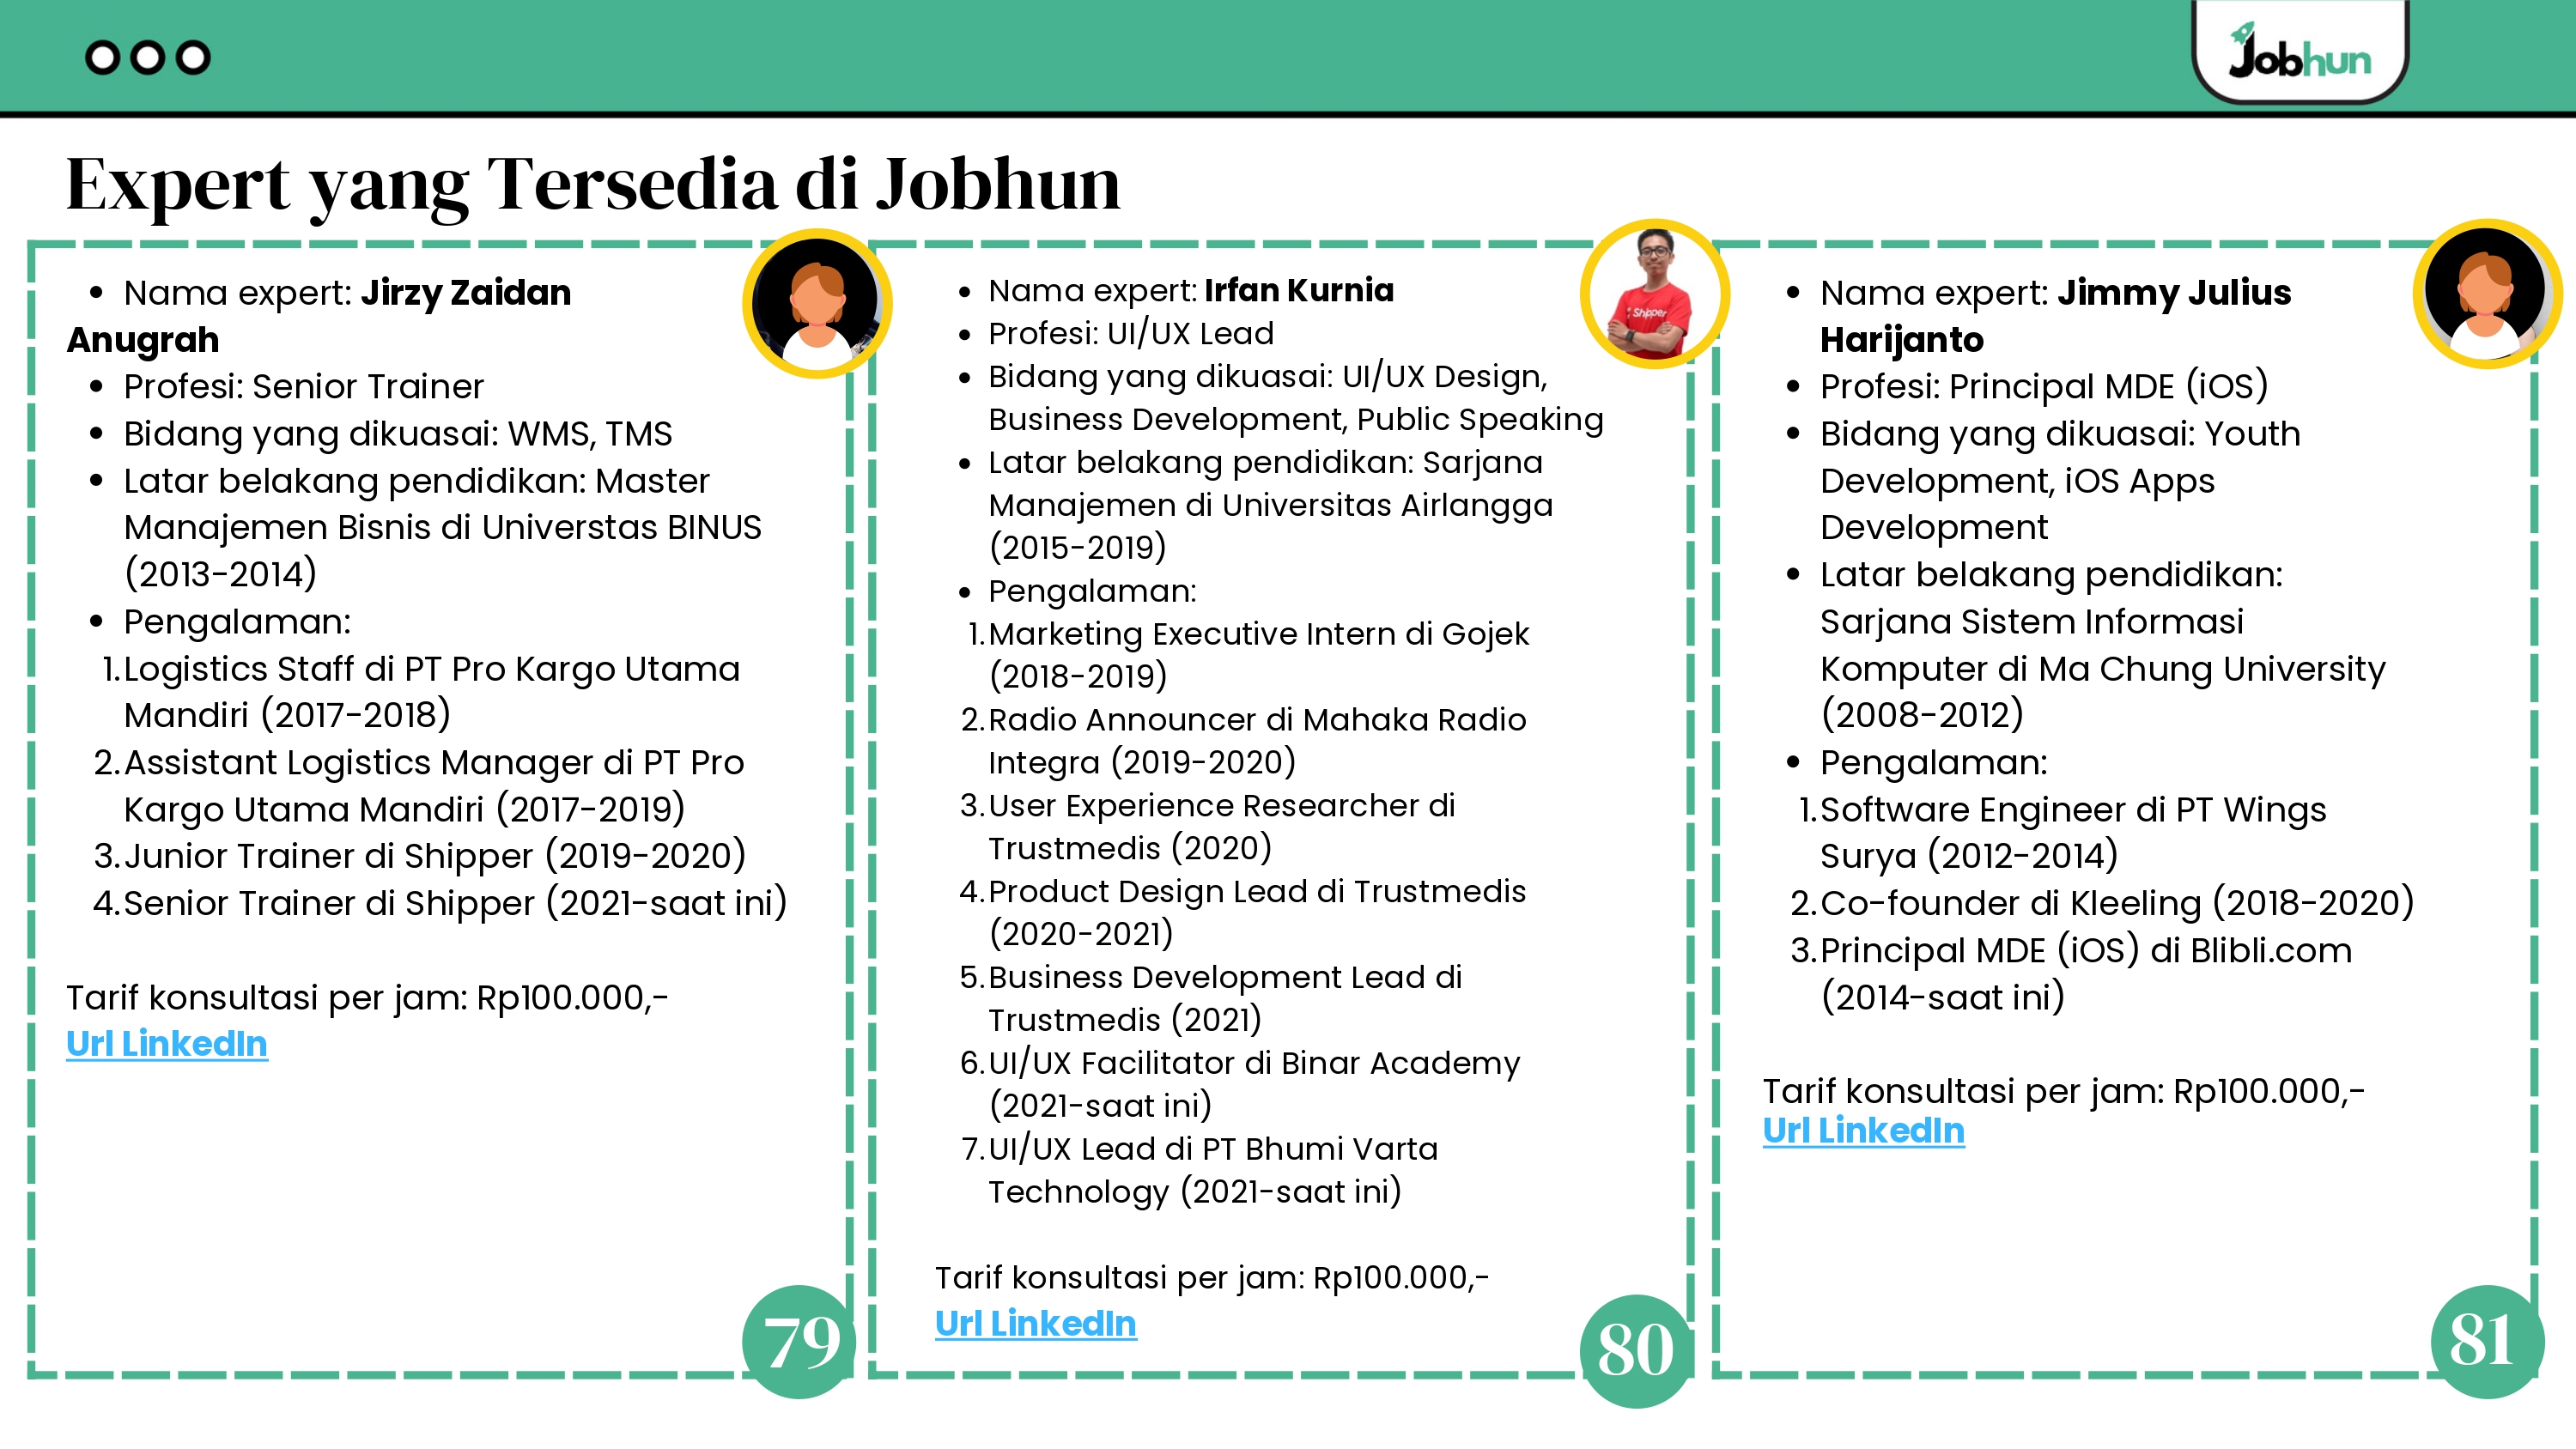 Jobhun
Expert yang Tersedia di Jobhun
• Nama expert: Jirzy Zaidan
Anugrah
• Profesi: Senior Trainer
• Bidang yang dikuasai: WMS, TMS
• Latar belakang pendidikan: Master
Manajemen Bisnis di Universtas BINUS
(2013-2014)
• Pengalaman:
1.Logistics Staff di PT Pro Kargo Utama
Mandiri (2017-2018)
2.Assistant Logistics Manager di PT Pro
Kargo Utama Mandiri (2017-2019)
3.Junior Trainer di Shipper (2019-2020)
4.Senior Trainer di Shipper (2021-saat ini)
Tarif konsultasi per jam: Rp100.000,-
Url LinkedIn
79
Shipper
• Nama expert: Irfan Kurnia
• Profesi: UI/UX Lead
• Bidang yang dikuasai: UI/UX Design,
Business Development, Public Speaking
• Latar belakang pendidikan: Sarjana
Manajemen di Universitas Airlangga
(2015-2019)
• Pengalaman:
1.Marketing Executive Intern di Gojek
(2018-2019)
2.Radio Announcer di Mahaka Radio
Integra (2019-2020)
3.User Experience Researcher di
Trustmedis (2020)
4.Product Design Lead di Trustmedis
(2020-2021)
5.Business Development Lead di
Trustmedis (2021)
6.UI/UX Facilitator di Binar Academy
(2021-saat ini)
7.UI/UX Lead di PT Bhumi Varta
Technology (2021-saat ini)
Tarif konsultasi per jam: Rp100.000,-
Url LinkedIn
80
• Nama expert: Jimmy Julius
Harijanto
• Profesi: Principal MDE (iOS)
• Bidang yang dikuasai: Youth
Development, iOS Apps
Development
• Latar belakang pendidikan:
Sarjana Sistem Informasi
Komputer di Ma Chung University
(2008-2012)
• Pengalaman:
1.Software Engineer di PT Wings
Surya (2012-2014)
2.Co-founder di Kleeling (2018-2020)
3.Principal MDE (iOS) di Blibli.com
(2014-saat ini)
Tarif konsultasi per jam: Rp100.000,-
Url LinkedIn
81